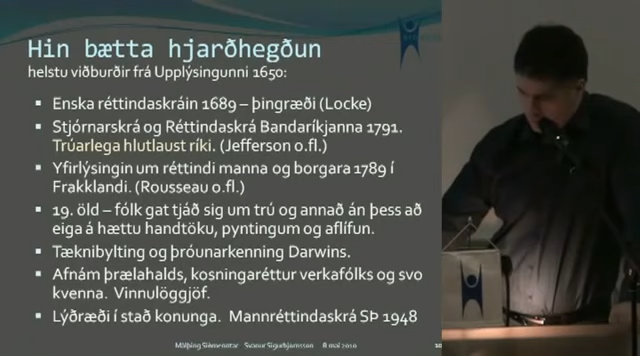 Hin bætta hjarðhegðun
helstu viðburðir frá Upplýsingunni 1650:
Enska réttindaskráin 1689 – þingræði (Locke)
Stjórnarskrá og Réttindaskrá Bandaríkjanna 1791.
Trúarlega hlutlaust ríki. (Jefferson o.fl.)
Yfirlýsingin um réttindi manna og borgara 1789 í
Frakklandi. (Rousseau o.fl.)
19. öld – fólk gat tjáð sig um trú og annað án þess að
eiga á hættu handtöku, pyntingum og aflífun.
Tæknibylting og þróunarkenning Darwins.
Afnám þrælahalds, kosningaréttur verkafólks og svo
kvenna. Vinnulöggjöf.
Lýðræði í stað konunga. Mannréttindaskrá SÞ 1948
Málþing Siðmenntar Svanur Sigurbjörnsson 8 maí 2010